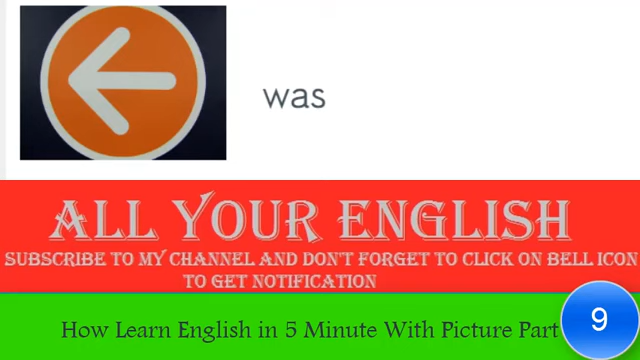 was
ALL YOUR ENGLISH
SUBSCRIBE TO MY CHANNEL AND DON'T FORGET TO CLICK ON BELL ICON
TO GET NOTIFICATION
How Learn English in 5 Minute With Picture Part 9